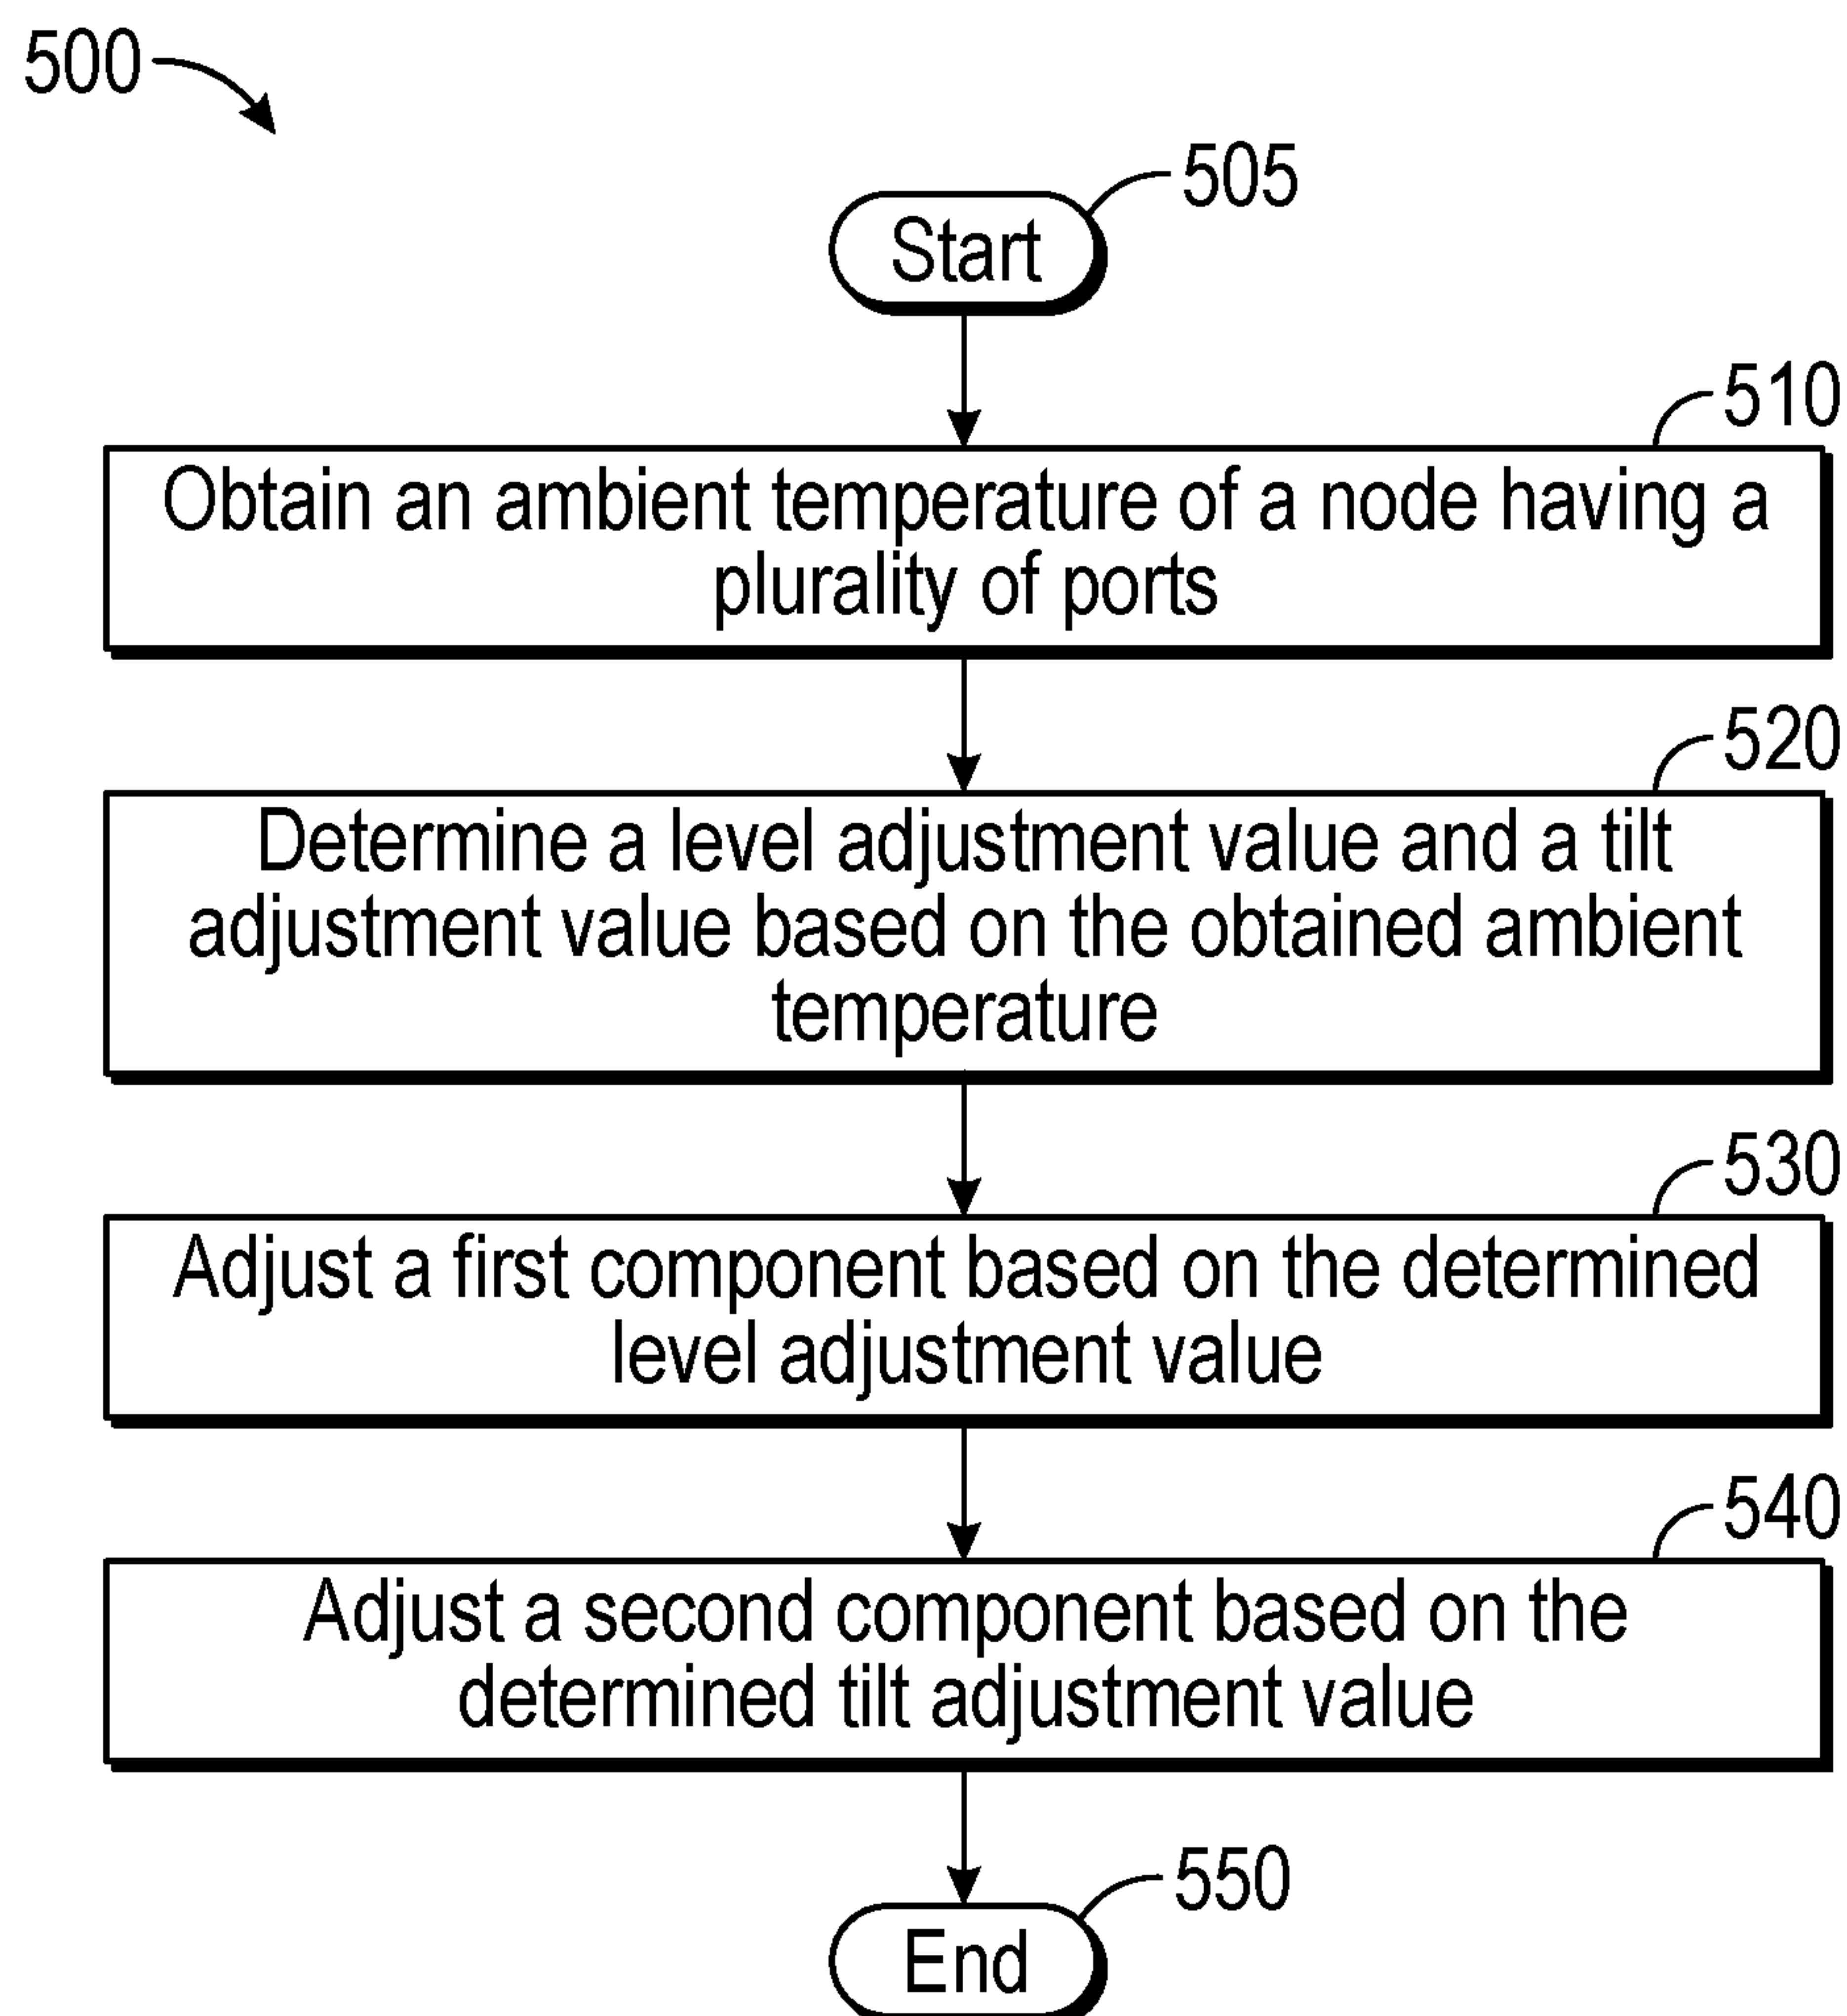 500
505
Start
510
Obtain an ambient temperature of a node having a
plurality of ports
520
Determine a level adjustment value and a tilt
adjustment value based on the obtained ambient
temperature
530
Adjust a first component based on the determined
level adjustment value
540
Adjust a second component based on the
determined tilt adjustment value
550
End